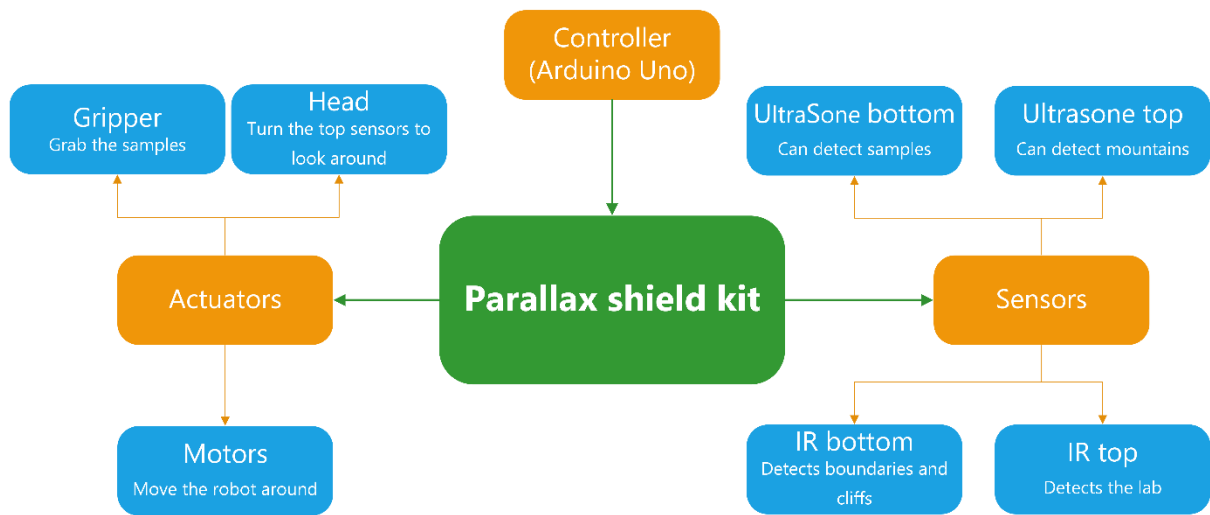 Controller
(Arduino Uno)
Gripper
Grab the samples
Head
Turn the top sensors to
look around
UltraSone bottom
Can detect samples
Ultrasone top
Can detect mountains
Actuators
Parallax shield kit
Sensors
Motors
Move the robot around
IR bottom
Detects boundaries and
cliffs
IR top
Detects the lab